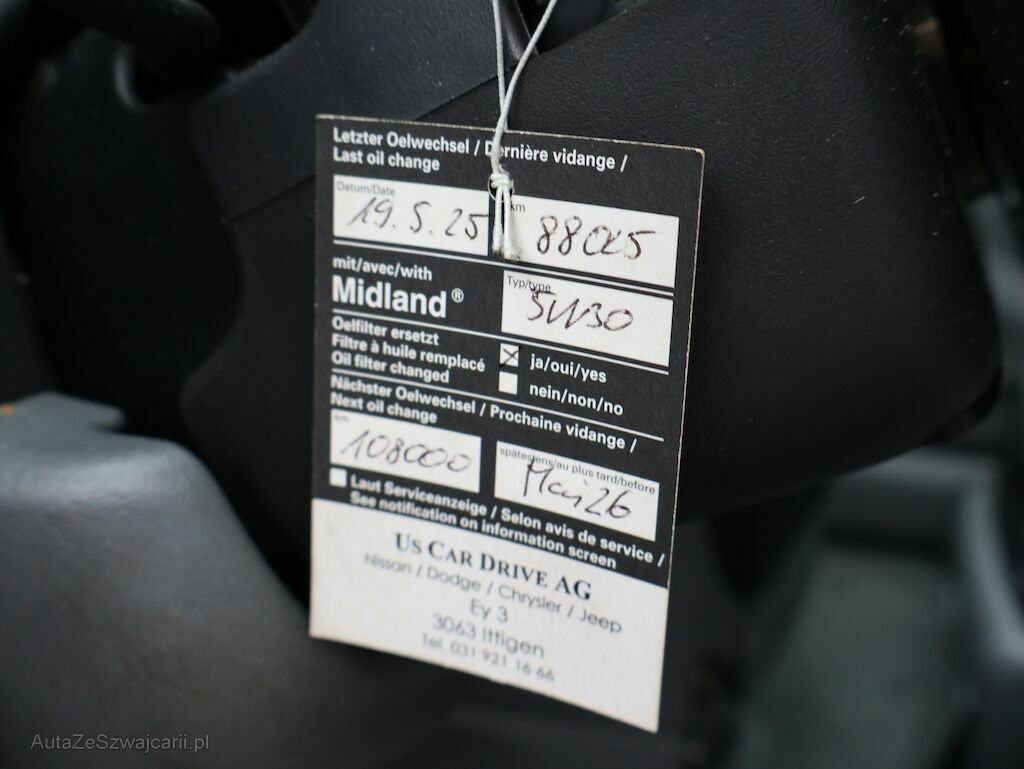 Letzter Oelwechsel / Dernière vidange /
Last oil change
Datum/Date
19.5.25
km
88025
mit/avec/with
Midland®
Typ/type
5W30
Oelfilter ersetzt
Filtre à huile remplacé
Oil filter changed
ja/oui/yes
nein/non/no
Nächster Oelwechsel / Prochaine vidange /
Next oil change
km
108000
spätestens/au plus tard/before
Mai 26
Laut Serviceanzeige / Selon avis de service /
See notification on information screen
US CAR DRIVE AG
Nissan / Dodge / Chrysler / Jeep
Ey 3
3063 Ittigen
Tel. 031 921 16 66
AutaZeSzwajcarii.pl